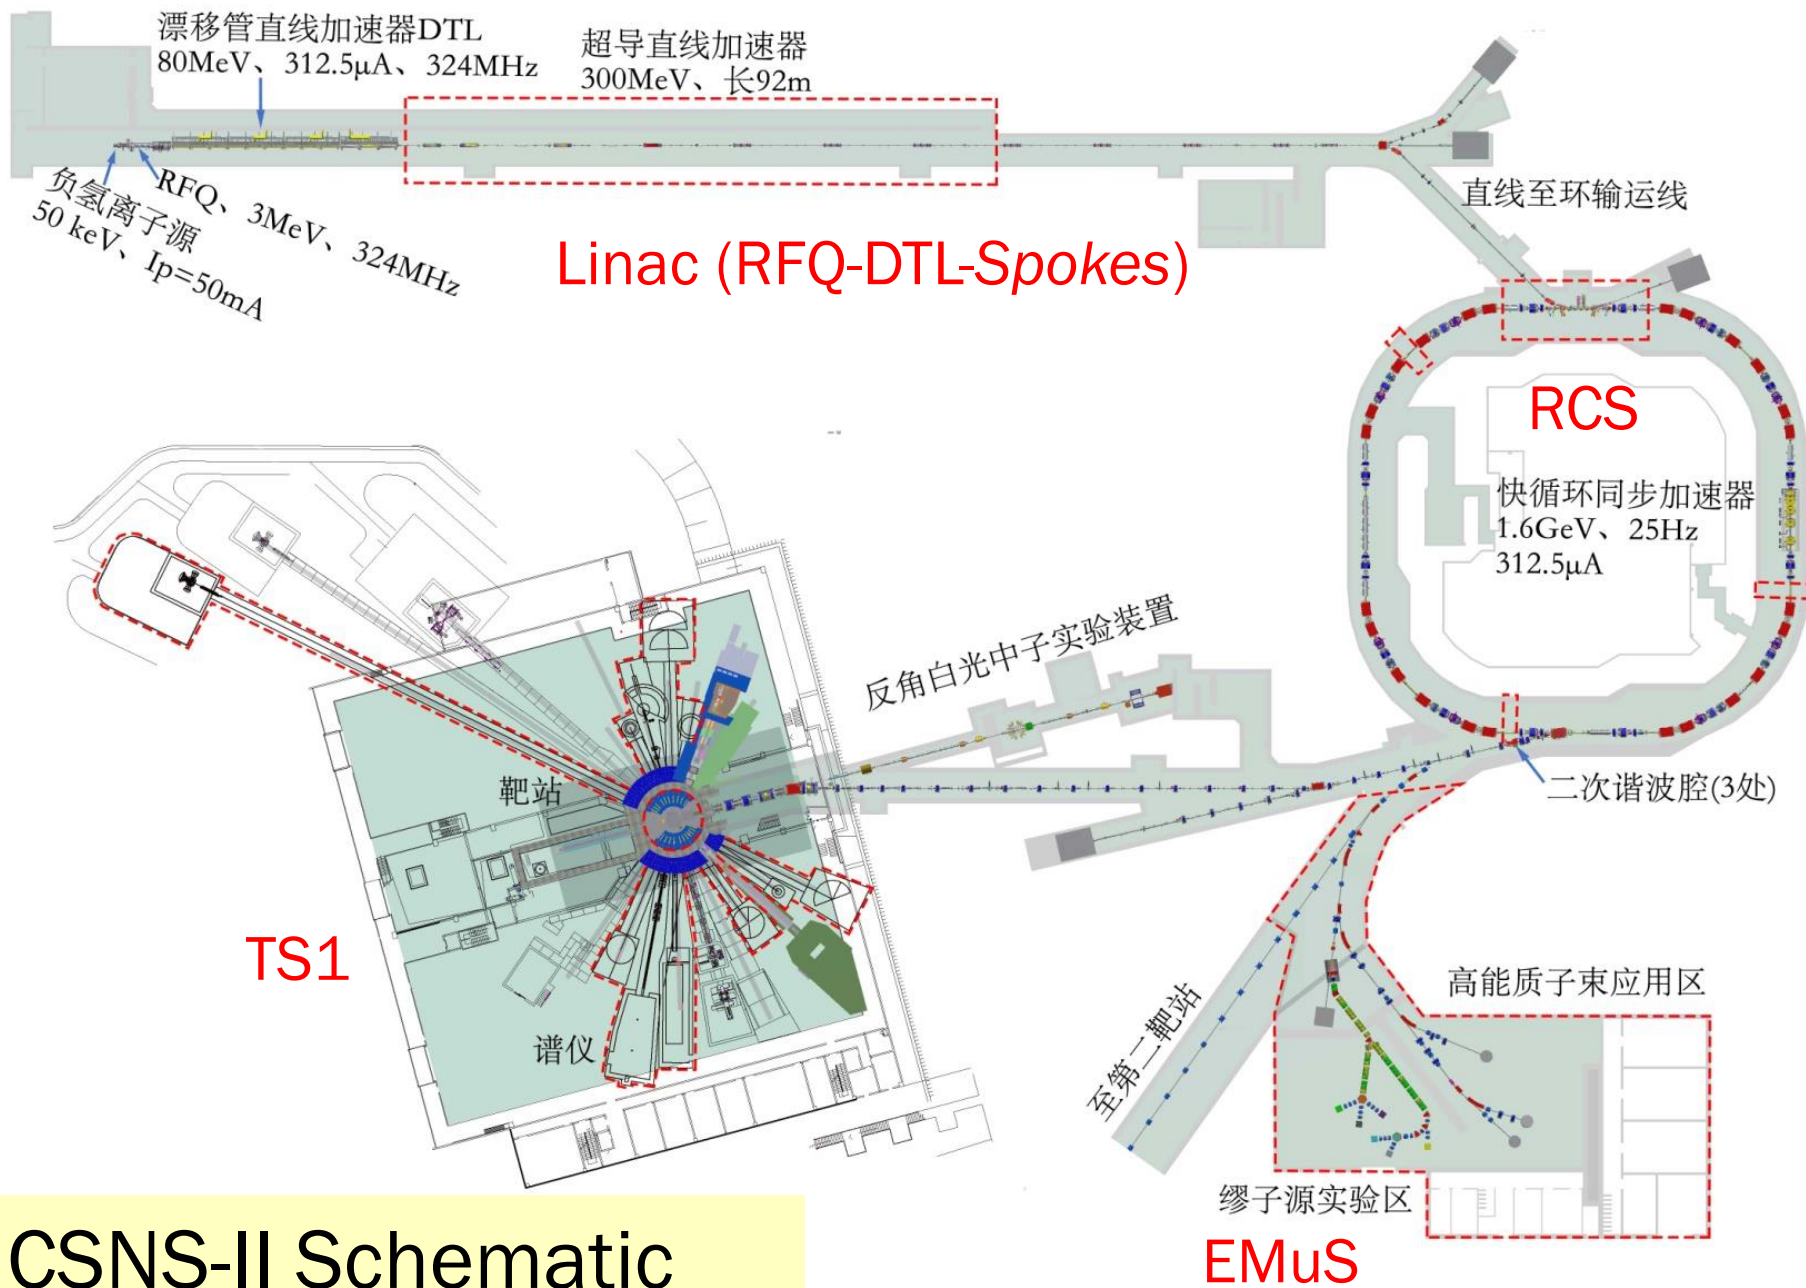 漂移管直线加速器DTL
80MeV、312.5μA、324MHz
超导直线加速器
300MeV、长92m
负氢离子源
50 keV、Ip=50mA
RFQ、3MeV、324MHz
Linac (RFQ-DTL-Spokes)
直线至环输运线
RCS
快循环同步加速器
1.6GeV、25Hz
312.5μA
反角白光中子实验装置
靶站
二次谐波腔(3处)
TS1
谱仪
至第二靶站
高能质子束应用区
缪子源实验区
EMuS
CSNS-II Schematic